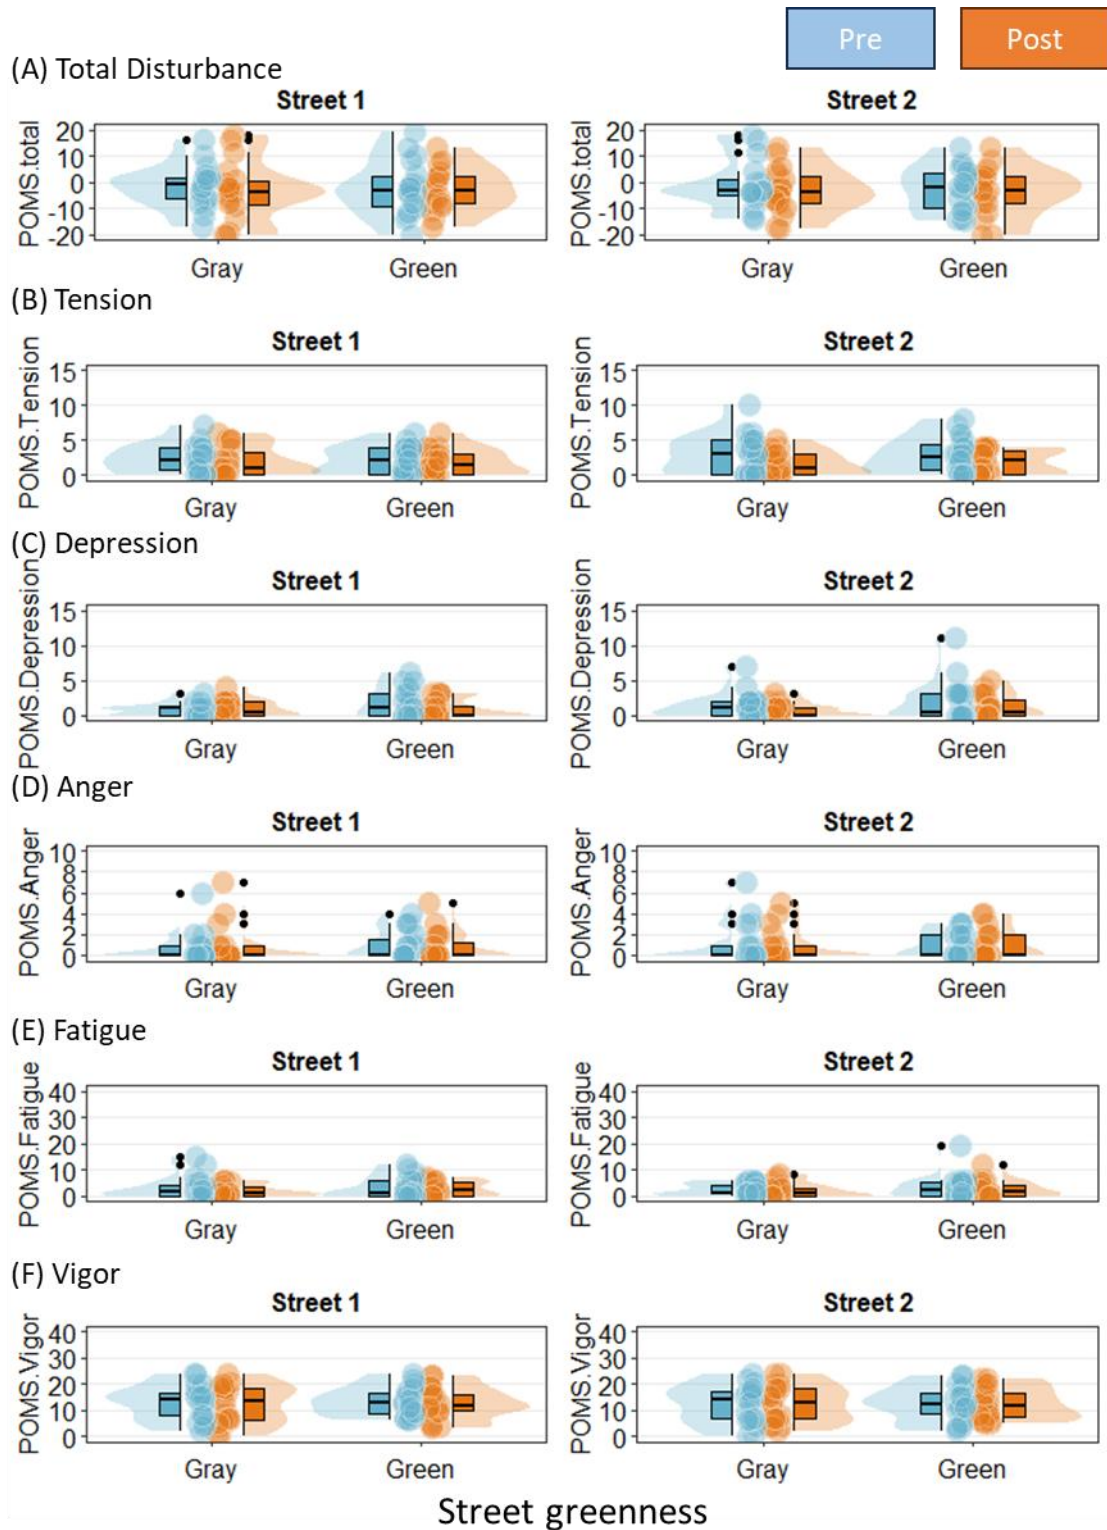 Pre Post
(A) Total Disturbance
Street 1 Street 2
POMS.total POMS.total
20 20
10 10
0 0
-10 -10
-20 -20
Gray Green Gray Green
(B) Tension
Street 1 Street 2
POMS.Tension POMS.Tension
15 15
10 10
5 5
0 0
Gray Green Gray Green
(C) Depression
Street 1 Street 2
POMS.Depression POMS.Depression
15 15
10 10
5 5
0 0
Gray Green Gray Green
(D) Anger
Street 1 Street 2
POMS.Anger POMS.Anger
10 10
8 8
6 6
4 4
2 2
0 0
Gray Green Gray Green
(E) Fatigue
Street 1 Street 2
POMS.Fatigue POMS.Fatigue
40 40
30 30
20 20
10 10
0 0
Gray Green Gray Green
(F) Vigor
Street 1 Street 2
POMS.Vigor POMS.Vigor
40 40
30 30
20 20
10 10
0 0
Gray Green Gray Green
Street greenness